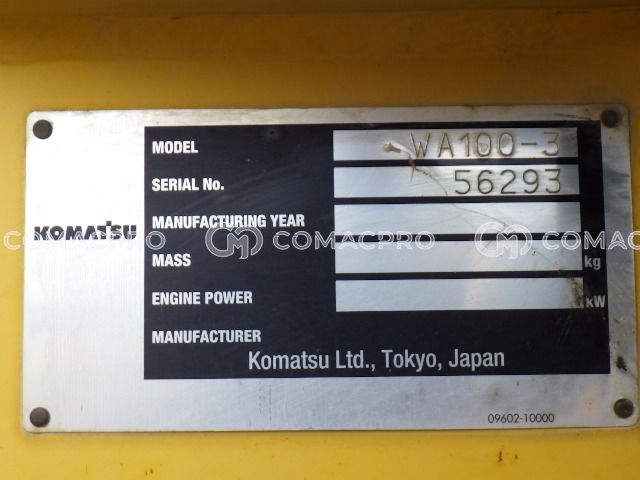 MODEL WA100-3
SERIAL No. 56293
MANUFACTURING YEAR
KOMATSU
COMACPRO COMACPRO COMACPRO
MASS kg
ENGINE POWER kW
MANUFACTURER
Komatsu Ltd., Tokyo, Japan
09602-10000